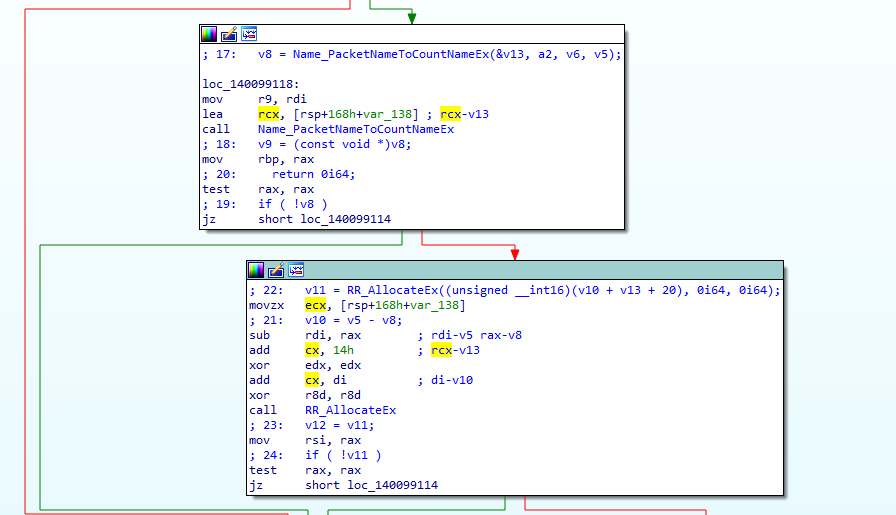 ; 17:   v8 = Name_PacketNameToCountNameEx(&v13, a2, v6, v5);
loc_140099118:
mov     r9, rdi
lea     rcx, [rsp+168h+var_138] ; rcx-v13
call    Name_PacketNameToCountNameEx
; 18:   v9 = (const void *)v8;
mov     rbp, rax
; 20:     return 0i64;
test    rax, rax
; 19:   if ( !v8 )
jz      short loc_140099114
; 22:   v11 = RR_AllocateEx((unsigned __int16)(v10 + v13 + 20), 0i64, 0i64);
movzx   ecx, [rsp+168h+var_138]
; 21:   v10 = v5 - v8;
sub     rdi, rax        ; rdi-v5 rax-v8
add     cx, 14h         ; rcx-v13
xor     edx, edx
add     cx, di          ; di-v10
xor     r8d, r8d
call    RR_AllocateEx
; 23:   v12 = v11;
mov     rsi, rax
; 24:   if ( !v11 )
test    rax, rax
jz      short loc_140099114